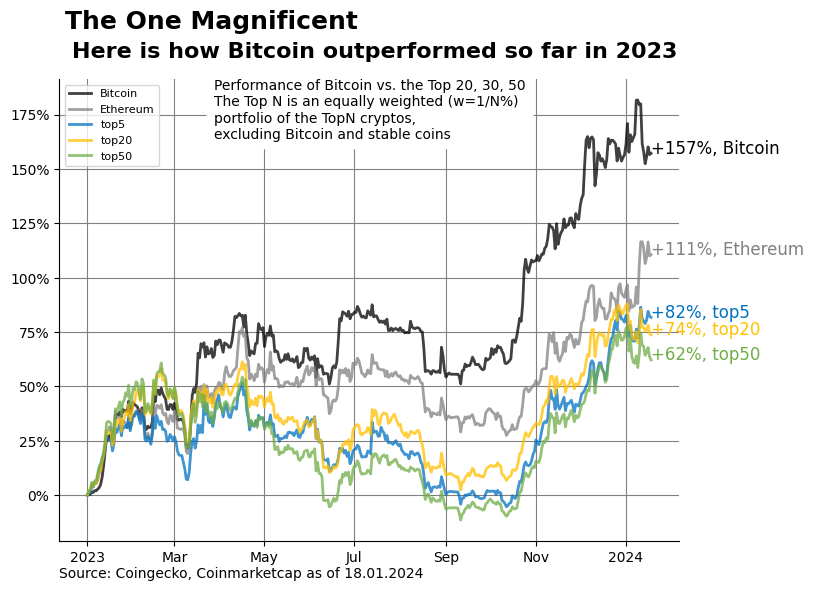 The One Magnificent
Here is how Bitcoin outperformed so far in 2023
Bitcoin
Ethereum
top5
top20
top50
Performance of Bitcoin vs. the Top 20, 30, 50
The Top N is an equally weighted (w=1/N%)
portfolio of the TopN cryptos,
excluding Bitcoin and stable coins
175%
150%
125%
100%
75%
50%
25%
0%
+157%, Bitcoin
+111%, Ethereum
+82%, top5
+74%, top20
+62%, top50
2023 Mar May Jul Sep Nov 2024
Source: Coingecko, Coinmarketcap as of 18.01.2024